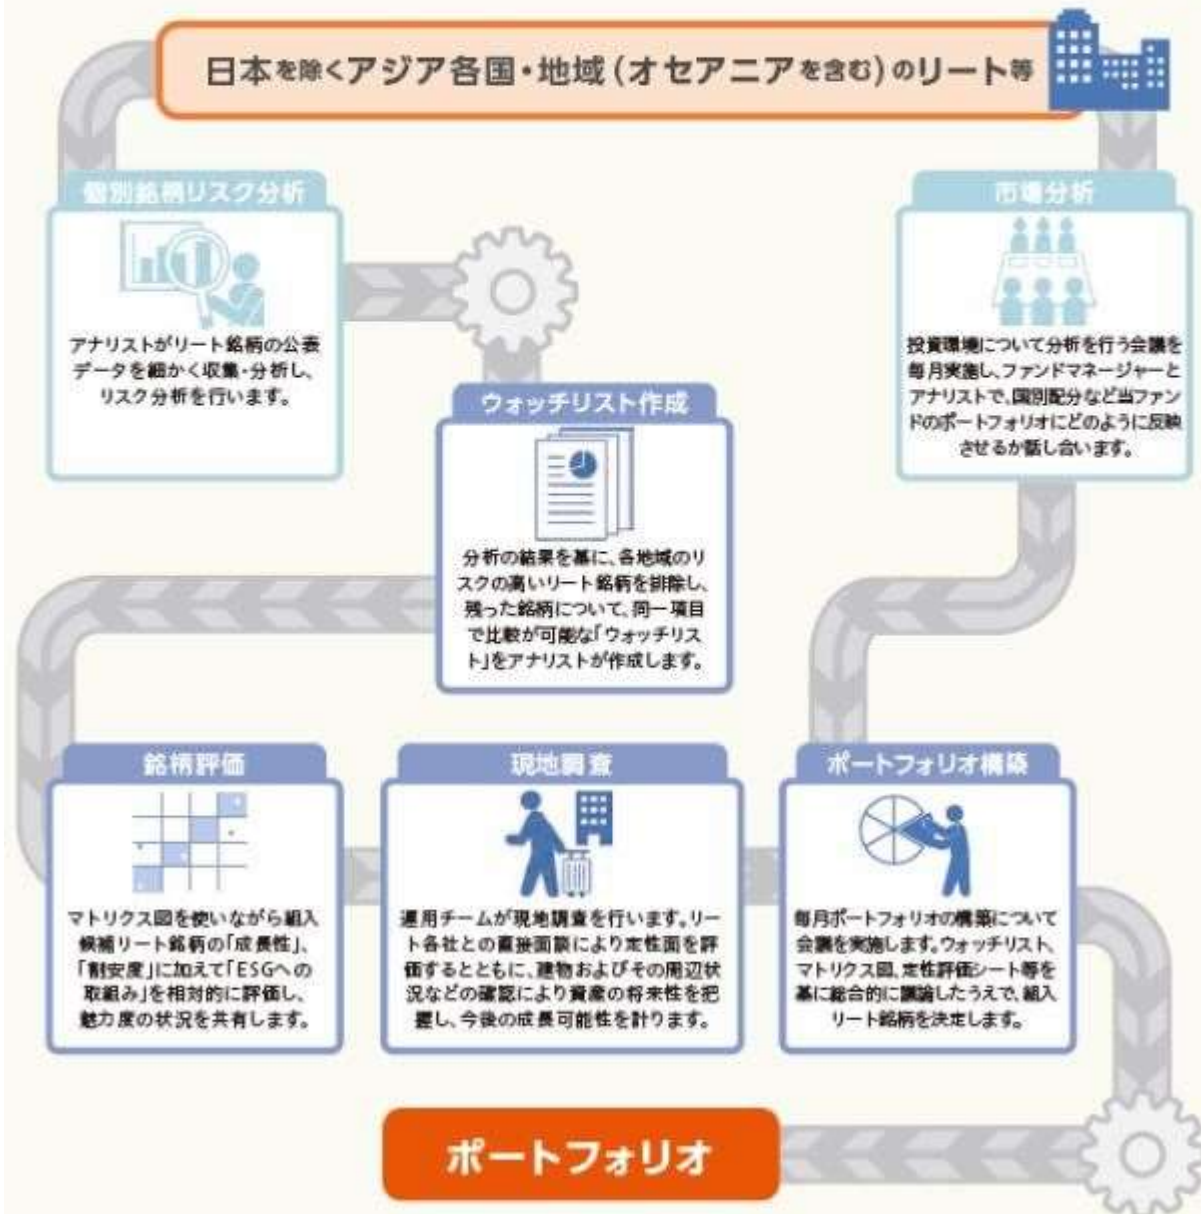 日本を除くアジア各国・地域(オセアニアを含む)のリート等
個別銘柄リスク分析
アナリストがリート銘柄の公表
データを細かく収集・分析し、
リスク分析を行います。
市場分析
投資環境について分析を行う会議を
毎月実施し、ファンドマネージャーと
アナリストで、国別配分など当ファン
ドのポートフォリオにどのように反映
させるか話し合います。
ウォッチリスト作成
分析の結果を基に、各地域のリ
スクの高いリート銘柄を排除し、
残った銘柄について、同一項目
で比較が可能な「ウォッチリス
ト」をアナリストが作成します。
銘柄評価
マトリクス図を使いながら組入
候補リート銘柄の「成長性」、
「割安度」に加えて「ESGへの
取組み」を相対的に評価し、
魅力度の状況を共有します。
現地調査
運用チームが現地調査を行います。リー
ト各社との直接面談により定性面を評
価するとともに、建物およびその周辺状
況などの確認により資産の将来性を把
握し、今後の成長可能性を計ります。
ポートフォリオ構築
毎月ポートフォリオの構築について
会議を実施します。ウォッチリスト、
マトリクス図、定性評価シート等を
基に総合的に議論したうえで、組入
リート銘柄を決定します。
ポートフォリオ